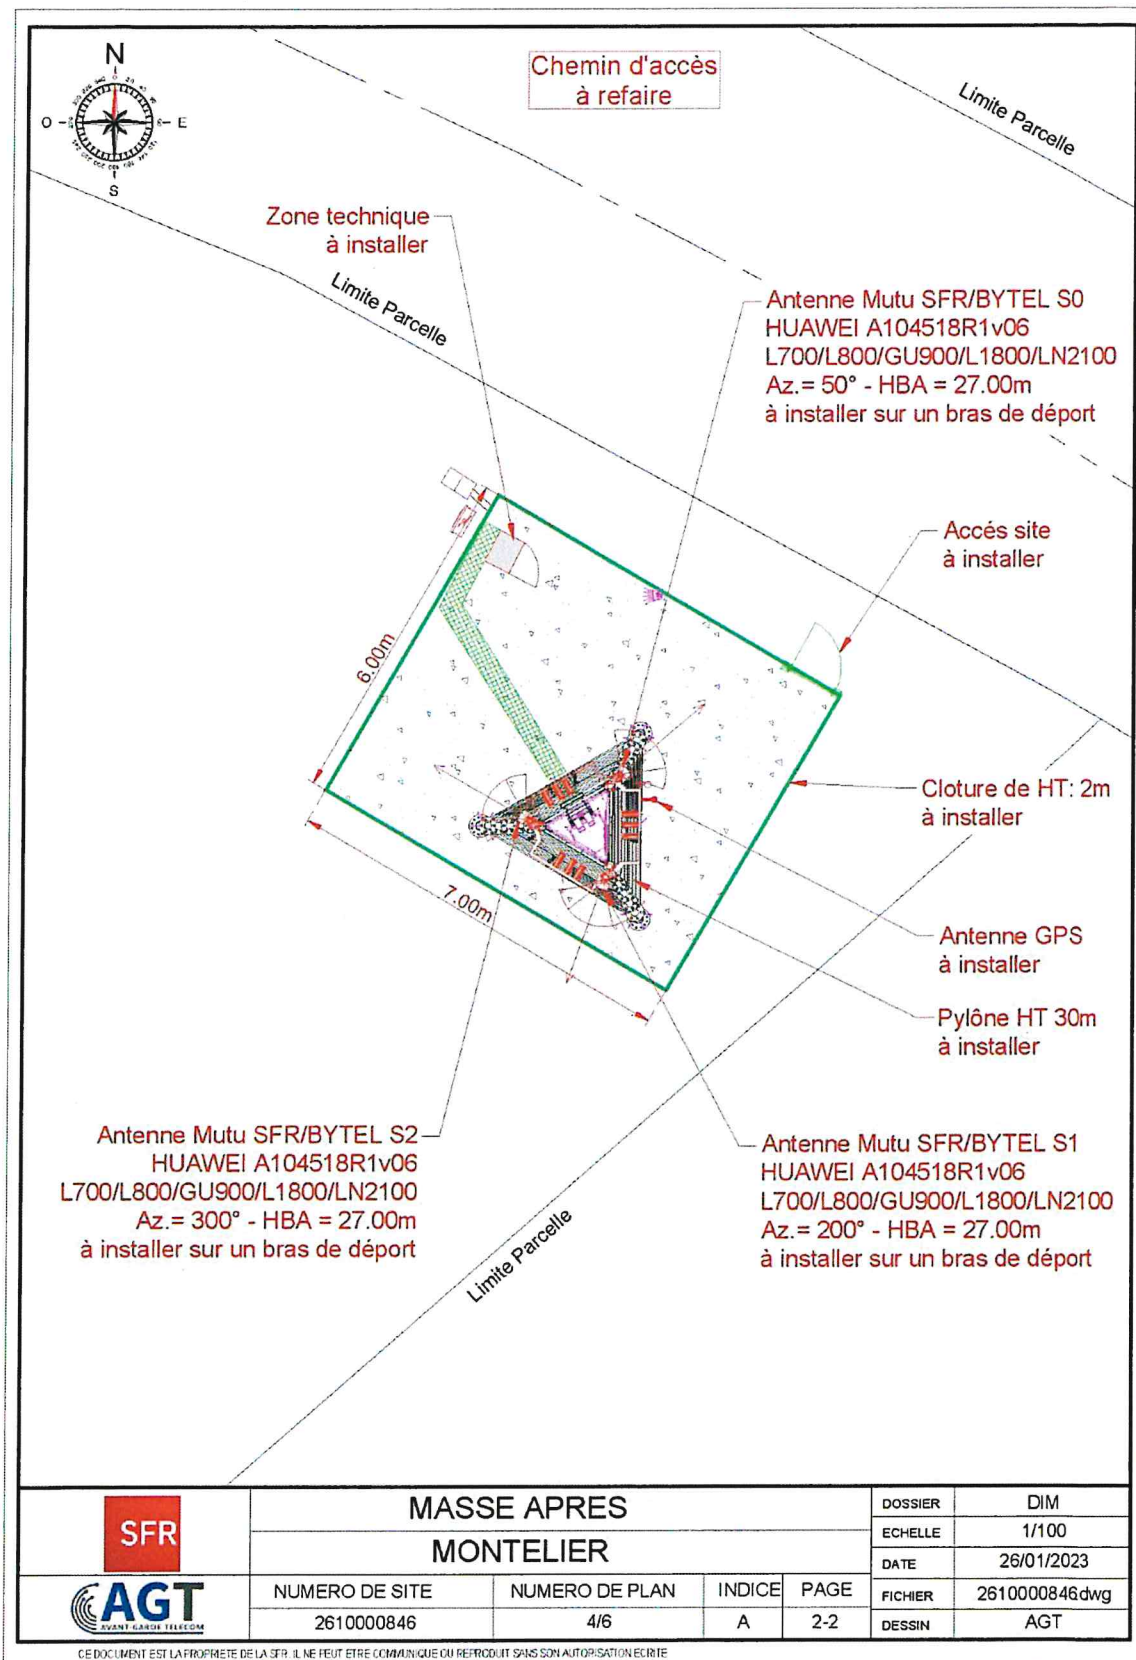 N
O
E
S
Chemin d'accès
à refaire
Limite Parcelle
Zone technique
à installer
Limite Parcelle
Antenne Mutu SFR/BYTEL S0
HUAWEI A104518R1v06
L700/L800/GU900/L1800/LN2100
Az.= 50° - HBA = 27.00m
à installer sur un bras de déport
Accés site
à installer
6.00m
Cloture de HT: 2m
à installer
7.00m
Antenne GPS
à installer
Pylône HT 30m
à installer
Antenne Mutu SFR/BYTEL S2
HUAWEI A104518R1v06
L700/L800/GU900/L1800/LN2100
Az.= 300° - HBA = 27.00m
à installer sur un bras de déport
Antenne Mutu SFR/BYTEL S1
HUAWEI A104518R1v06
L700/L800/GU900/L1800/LN2100
Az.= 200° - HBA = 27.00m
à installer sur un bras de déport
Limite Parcelle
SFR
MASSE APRES
MONTELIER
DOSSIER DIM
ECHELLE 1/100
DATE 26/01/2023
FICHIER 2610000846dwg
DESSIN AGT
AGT
AVANT-GARDE TELECOM
NUMERO DE SITE NUMERO DE PLAN INDICE PAGE
2610000846 4/6 A 2-2
CE DOCUMENT EST LA PROPRIETE DE LA SFR. IL NE PEUT ETRE COMMUNIQUE OU REPRODUIT SANS SON AUTORISATION ECRITE